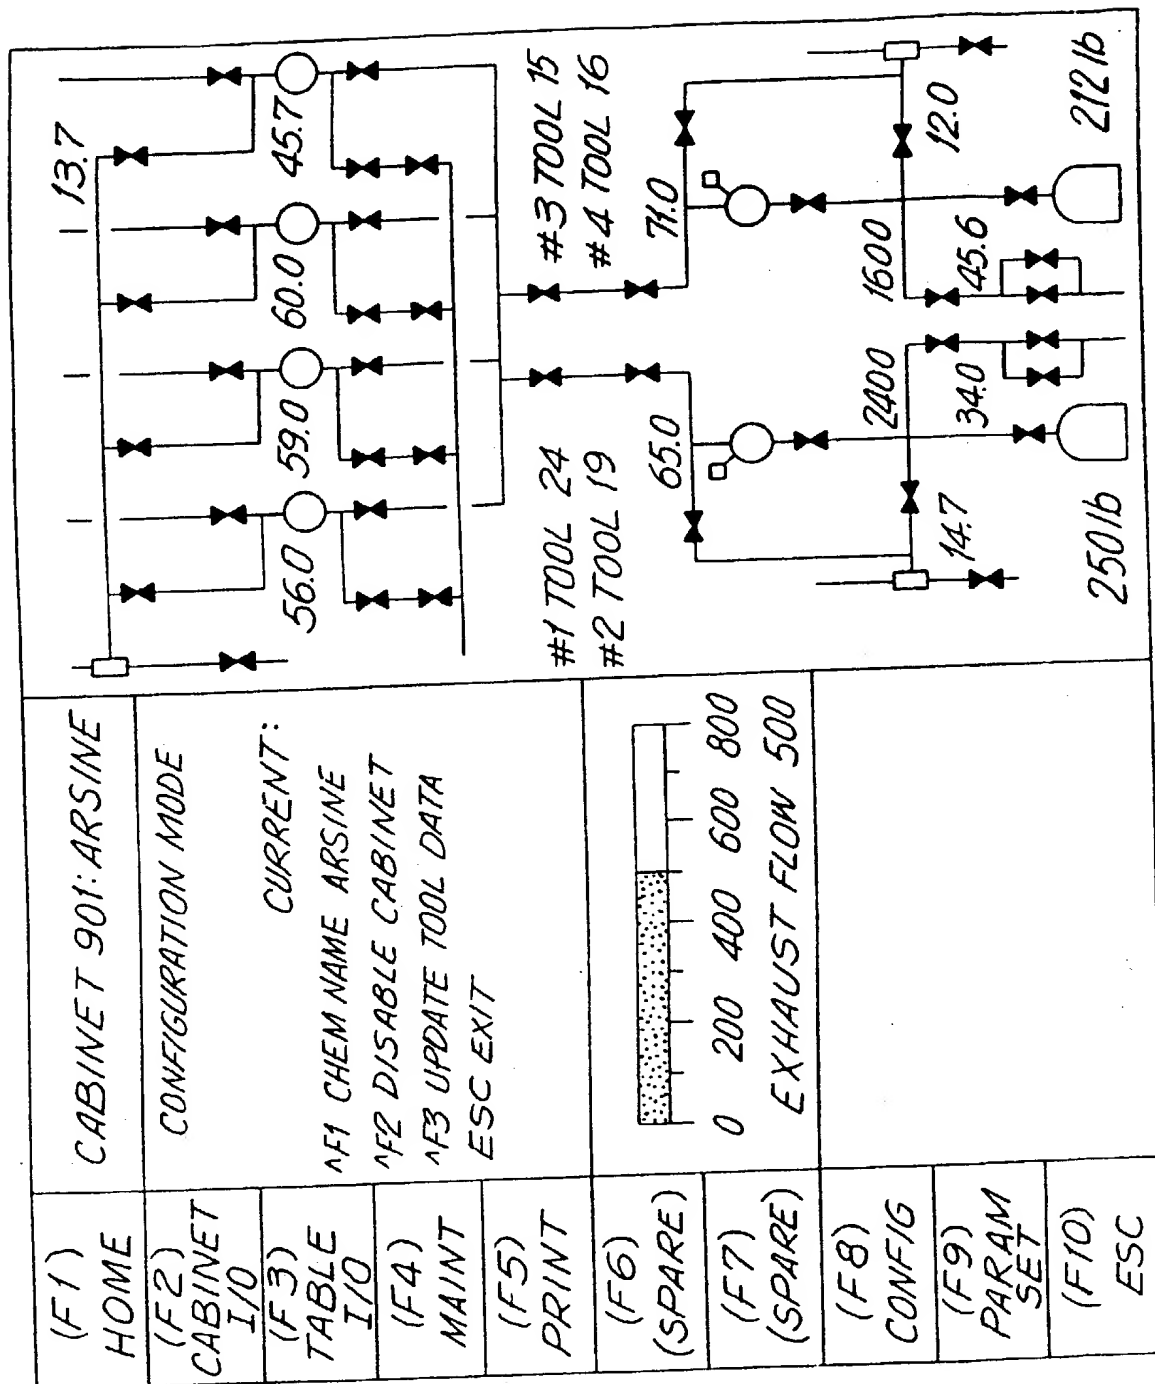 (F1)
HOME
(F2)
CABINET
I/O
(F3)
TABLE
I/O
(F4)
MAINT
(F5)
PRINT
(F6)
(SPARE)
(F7)
(SPARE)
(F8)
CONFIG
(F9)
PARAM
SET
(F10)
ESC
CABINET 901: ARSINE
CONFIGURATION MODE
CURRENT:
^F1 CHEM NAME ARSINE
^F2 DISABLE CABINET
^F3 UPDATE TOOL DATA
ESC EXIT
0 200 400 600 800
EXHAUST FLOW 500
13.7
56.0
59.0
60.0
45.7
#1 TOOL 24
#2 TOOL 19
#3 TOOL 15
#4 TOOL 16
65.0
71.0
2400
1600
14.7
34.0
45.6
12.0
250 lb
212 lb